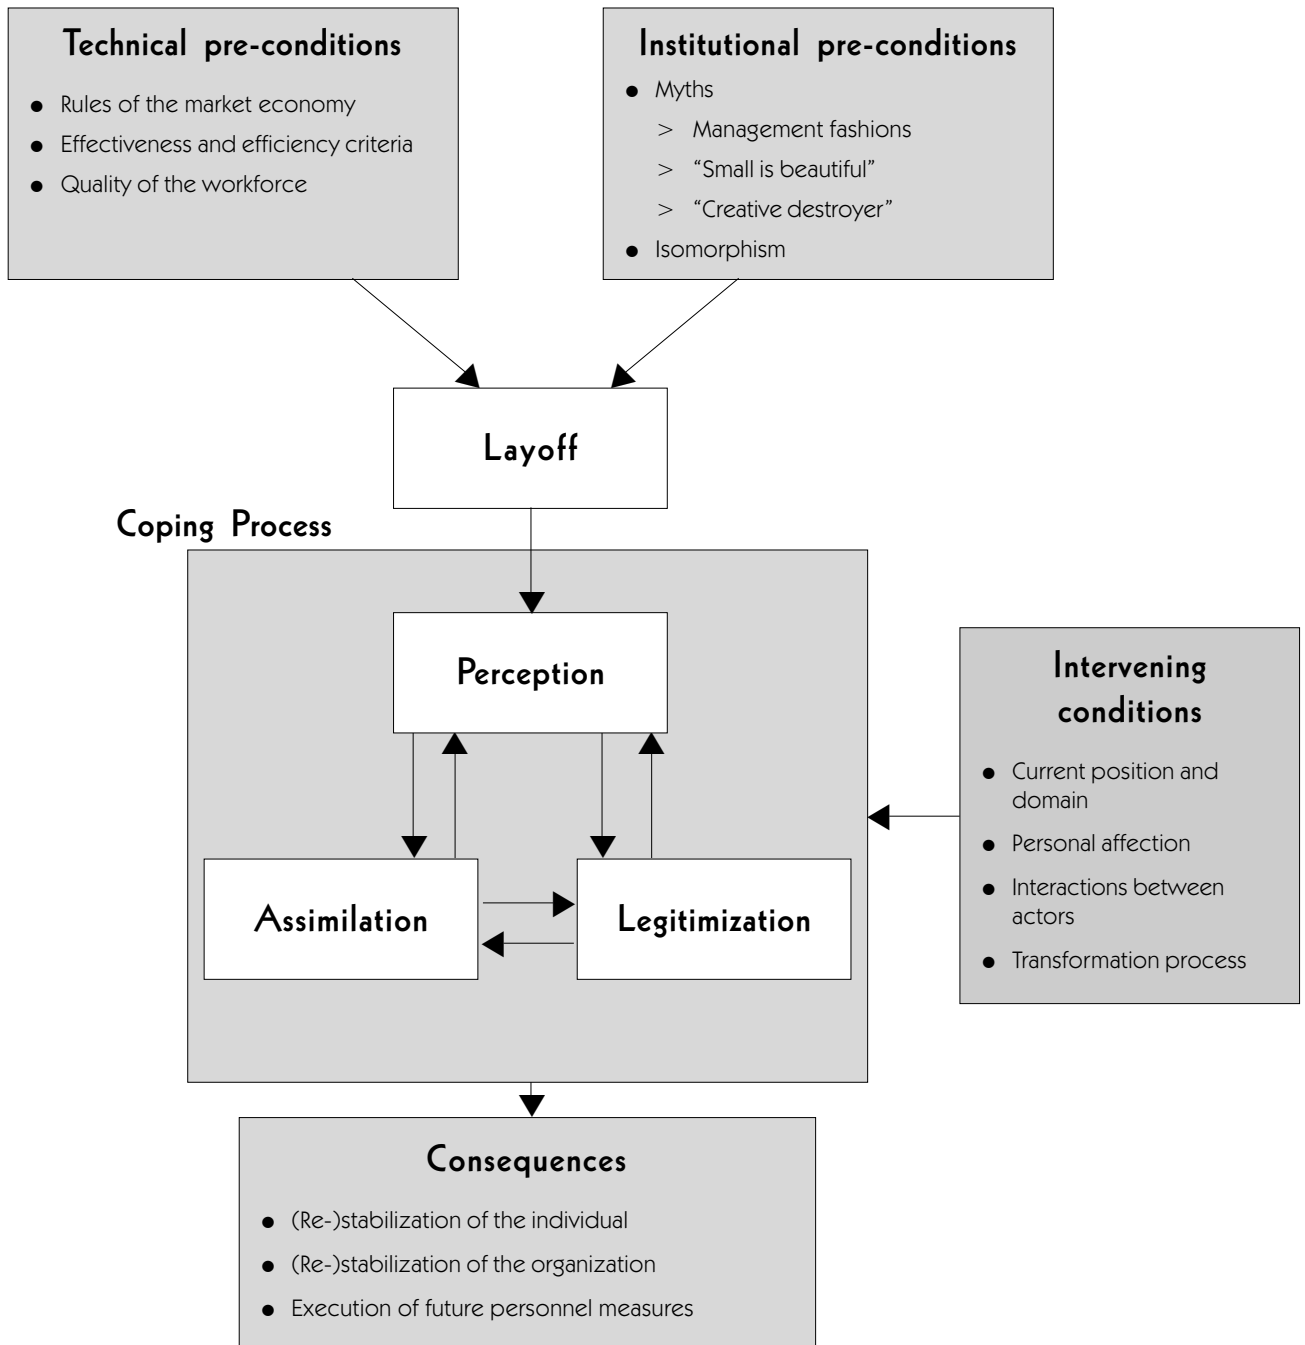 Technical pre-conditions
● Rules of the market economy
● Effectiveness and efficiency criteria
● Quality of the workforce
Institutional pre-conditions
● Myths
> Management fashions
> “Small is beautiful”
> “Creative destroyer”
● Isomorphism
Layoff
Coping Process
Perception
Assimilation
Legitimization
Intervening
conditions
● Current position and
domain
● Personal affection
● Interactions between
actors
● Transformation process
Consequences
● (Re-)stabilization of the individual
● (Re-)stabilization of the organization
● Execution of future personnel measures